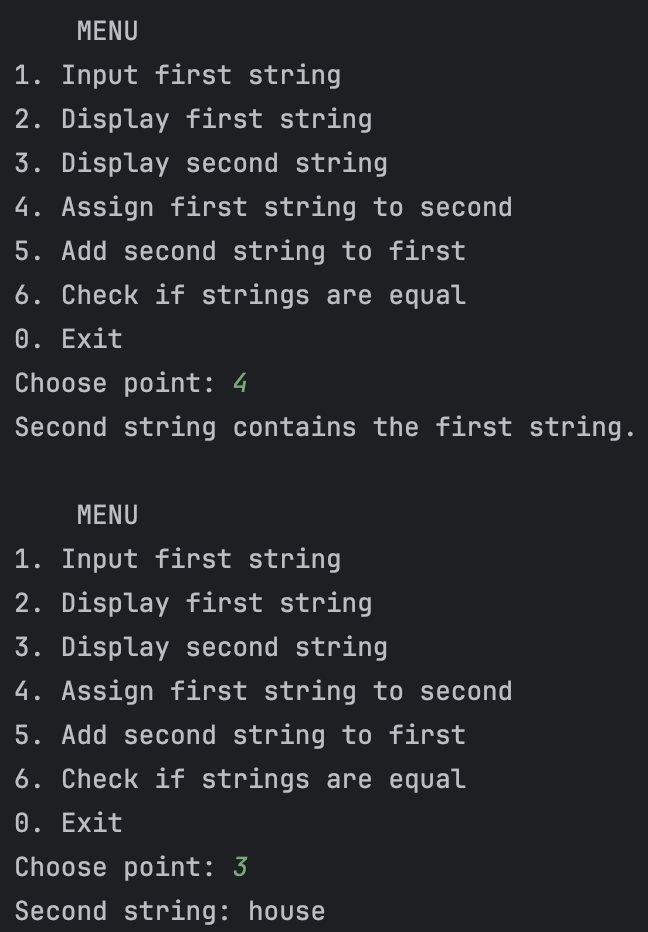 MENU
1. Input first string
2. Display first string
3. Display second string
4. Assign first string to second
5. Add second string to first
6. Check if strings are equal
0. Exit
Choose point: 4
Second string contains the first string.
MENU
1. Input first string
2. Display first string
3. Display second string
4. Assign first string to second
5. Add second string to first
6. Check if strings are equal
0. Exit
Choose point: 3
Second string: house